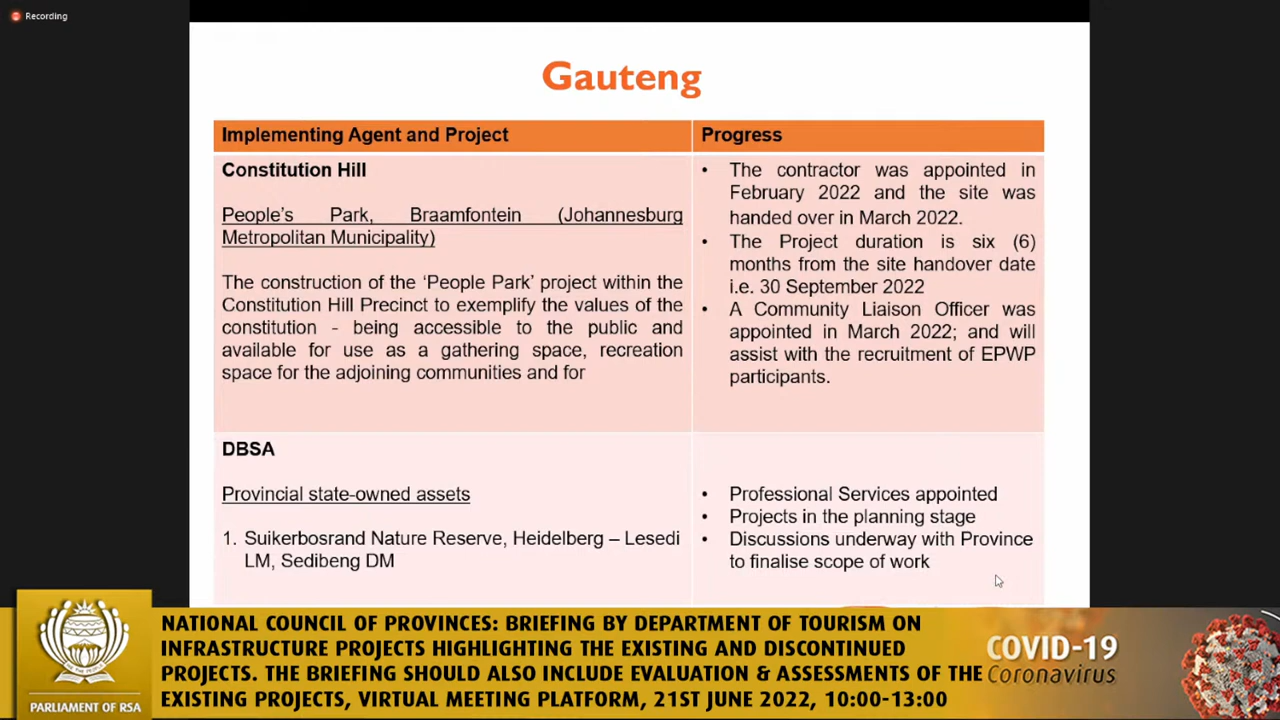 Recording
Gauteng
Implementing Agent and Project
Progress
Constitution Hill
People's Park, Braamfontein (Johannesburg
Metropolitan Municipality)
The construction of the ‘People Park’ project within the
Constitution Hill Precinct to exemplify the values of the
constitution - being accessible to the public and
available for use as a gathering space, recreation
space for the adjoining communities and for
• The contractor was appointed in
February 2022 and the site was
handed over in March 2022.
• The Project duration is six (6)
months from the site handover date
i.e. 30 September 2022
• A Community Liaison Officer was
appointed in March 2022; and will
assist with the recruitment of EPWP
participants.
DBSA
Provincial state-owned assets
1. Suikerbosrand Nature Reserve, Heidelberg – Lesedi
LM, Sedibeng DM
• Professional Services appointed
• Projects in the planning stage
• Discussions underway with Province
to finalise scope of work
PARLIAMENT OF RSA
NATIONAL COUNCIL OF PROVINCES: BRIEFING BY DEPARTMENT OF TOURISM ON
INFRASTRUCTURE PROJECTS HIGHLIGHTING THE EXISTING AND DISCONTINUED
PROJECTS. THE BRIEFING SHOULD ALSO INCLUDE EVALUATION & ASSESSMENTS OF THE
EXISTING PROJECTS, VIRTUAL MEETING PLATFORM, 21ST JUNE 2022, 10:00-13:00
COVID-19
Coronavirus